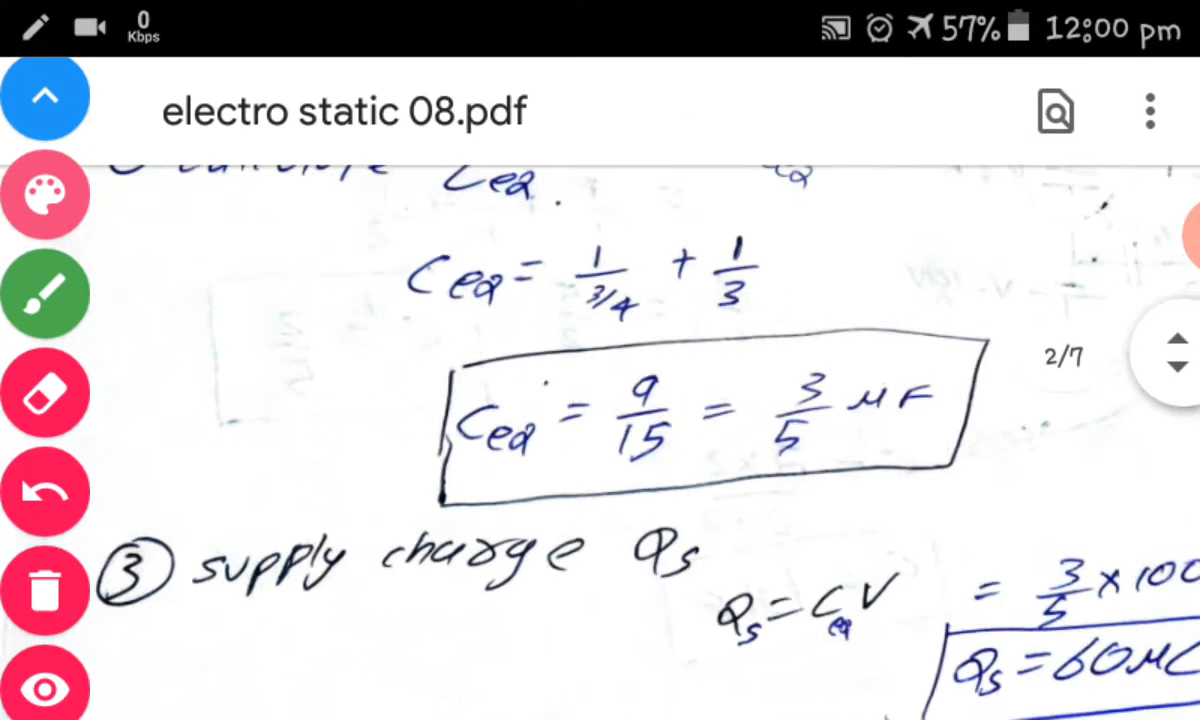 0
Kbps
57% 12:00 pm
electro static 08.pdf
Ceq.
Ceq = 1/(3/4) + 1/3
2/7
Ceq = 9/15 = 3/5 μF
③ supply charge Qs
Qs = Ceq V = 3/5 × 100
Qs = 60μC